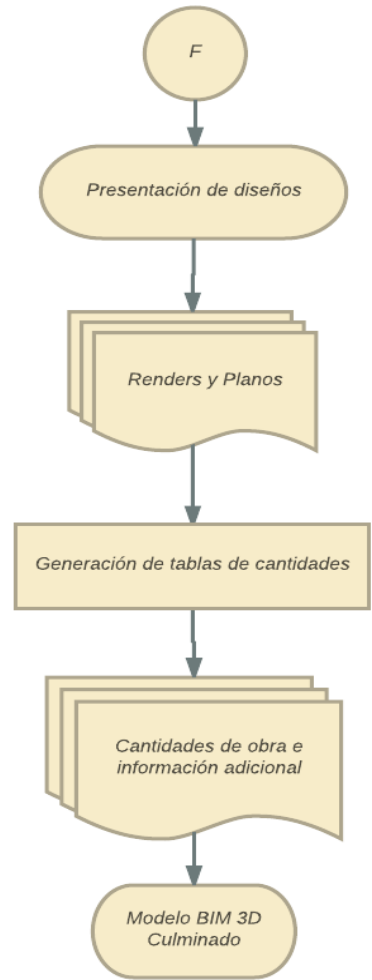 F
Presentación de diseños
Renders y Planos
Generación de tablas de cantidades
Cantidades de obra e
información adicional
Modelo BIM 3D
Culminado